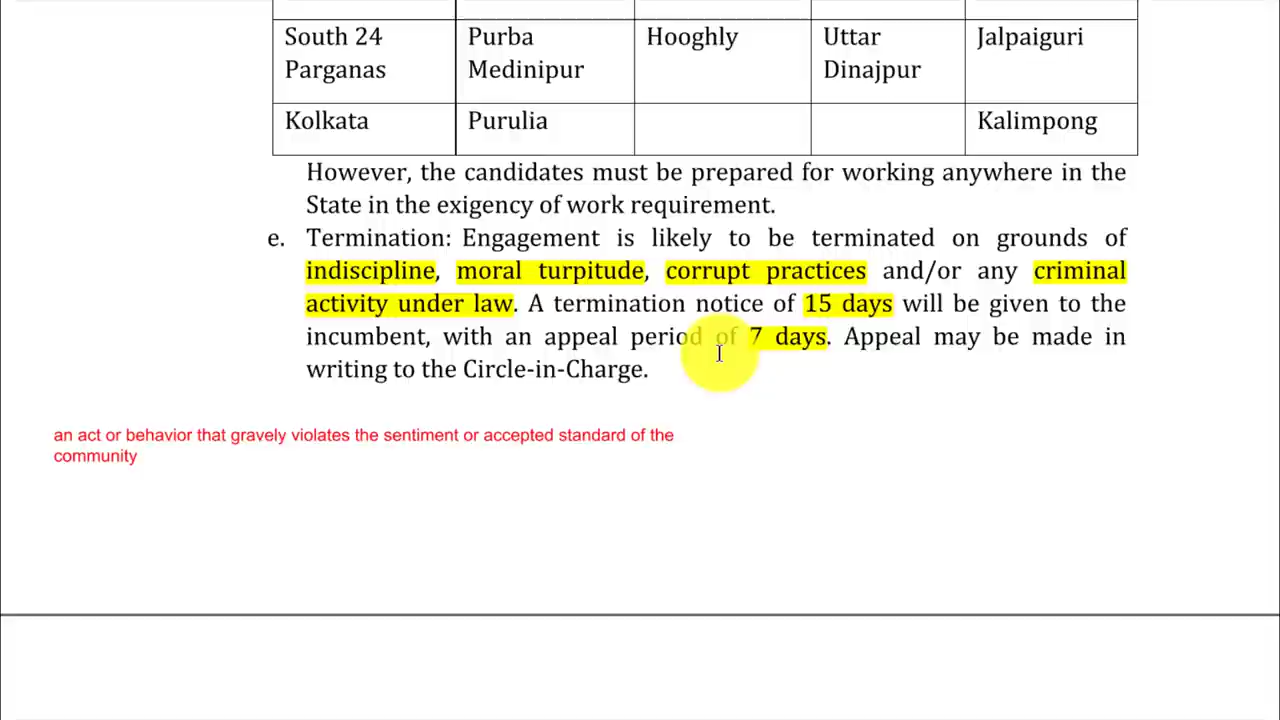 South 24 Parganas Purba Medinipur Hooghly Uttar Dinajpur Jalpaiguri
Kolkata Purulia Kalimpong
However, the candidates must be prepared for working anywhere in the
State in the exigency of work requirement.
e. Termination: Engagement is likely to be terminated on grounds of
indiscipline, moral turpitude, corrupt practices and/or any criminal
activity under law. A termination notice of 15 days will be given to the
incumbent, with an appeal period of 7 days. Appeal may be made in
writing to the Circle-in-Charge.
an act or behavior that gravely violates the sentiment or accepted standard of the
community